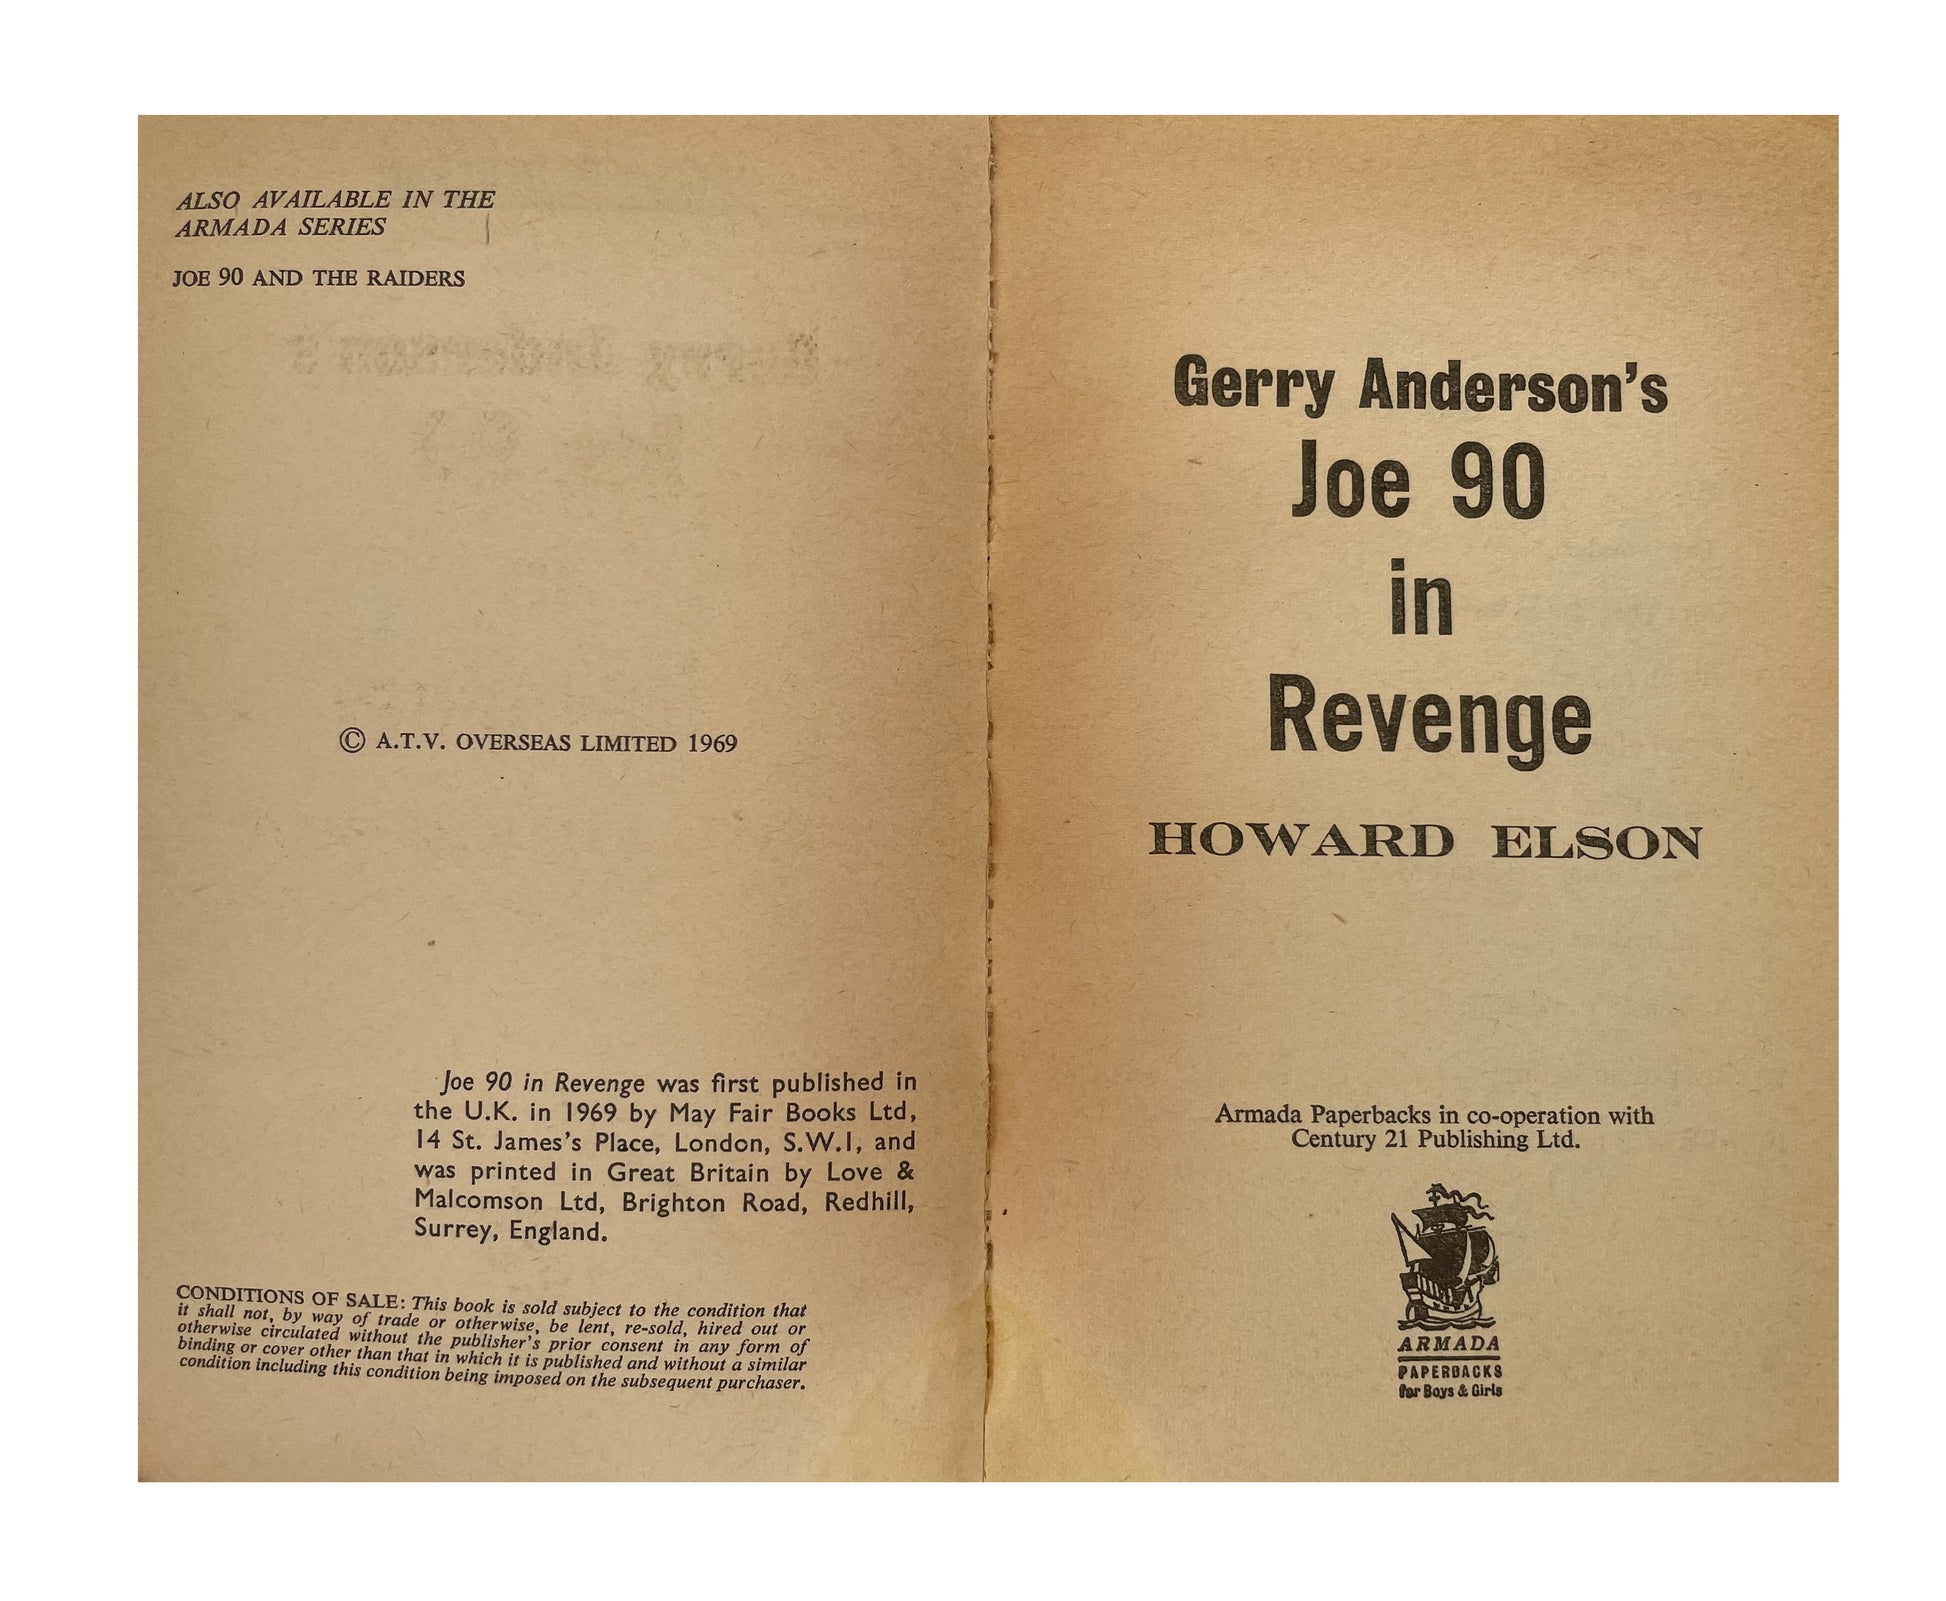 ALSO AVAILABLE IN THE
ARMADA SERIES
JOE 90 AND THE RAIDERS
© A.T.V. OVERSEAS LIMITED 1969
Joe 90 in Revenge was first published in
the U.K. in 1969 by May Fair Books Ltd,
14 St. James's Place, London, S.W.1, and
was printed in Great Britain by Love &
Malcomson Ltd, Brighton Road, Redhill,
Surrey, England.
CONDITIONS OF SALE: This book is sold subject to the condition that
it shall not, by way of trade or otherwise, be lent, re-sold, hired out or
otherwise circulated without the publisher's prior consent in any form of
binding or cover other than that in which it is published and without a similar
condition including this condition being imposed on the subsequent purchaser.
Gerry Anderson's
Joe 90
in
Revenge
HOWARD ELSON
Armada Paperbacks in co-operation with
Century 21 Publishing Ltd.
ARMADA
PAPERBACKS
for Boys & Girls